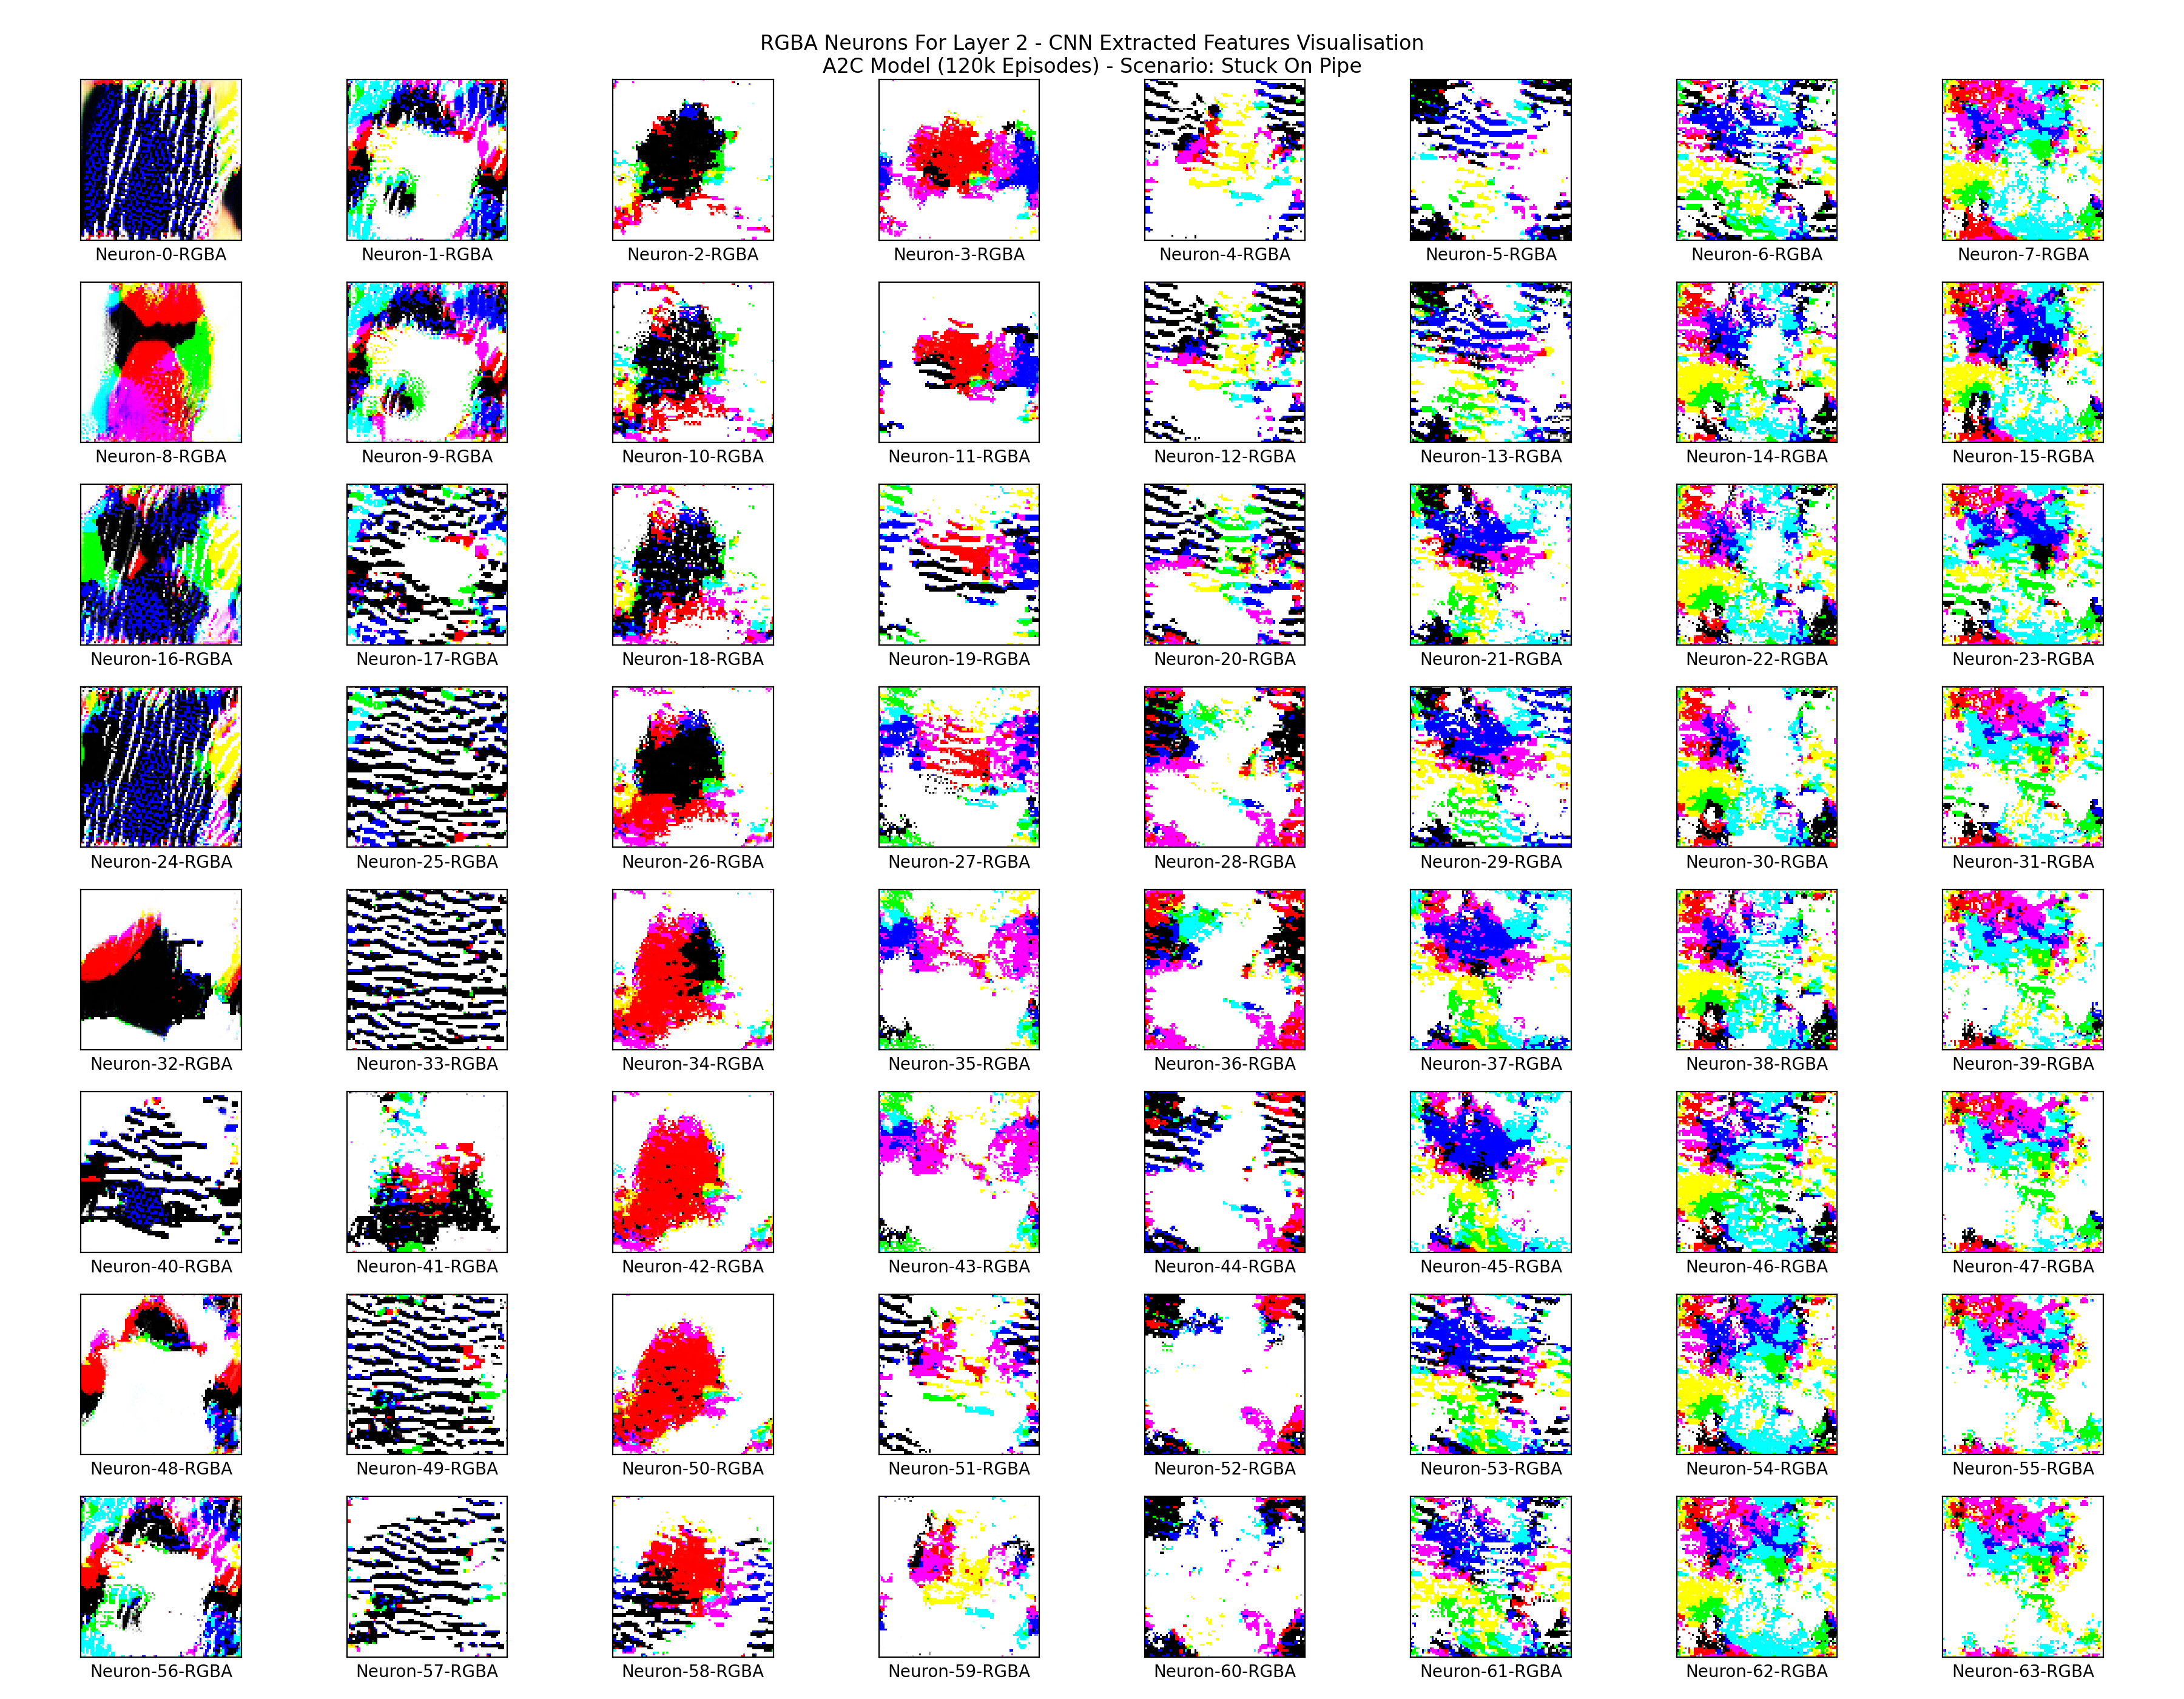 RGBA Neurons For Layer 2 - CNN Extracted Features Visualisation
A2C Model (120k Episodes) - Scenario: Stuck On Pipe
Neuron-0-RGBA Neuron-1-RGBA Neuron-2-RGBA Neuron-3-RGBA Neuron-4-RGBA Neuron-5-RGBA Neuron-6-RGBA Neuron-7-RGBA
Neuron-8-RGBA Neuron-9-RGBA Neuron-10-RGBA Neuron-11-RGBA Neuron-12-RGBA Neuron-13-RGBA Neuron-14-RGBA Neuron-15-RGBA
Neuron-16-RGBA Neuron-17-RGBA Neuron-18-RGBA Neuron-19-RGBA Neuron-20-RGBA Neuron-21-RGBA Neuron-22-RGBA Neuron-23-RGBA
Neuron-24-RGBA Neuron-25-RGBA Neuron-26-RGBA Neuron-27-RGBA Neuron-28-RGBA Neuron-29-RGBA Neuron-30-RGBA Neuron-31-RGBA
Neuron-32-RGBA Neuron-33-RGBA Neuron-34-RGBA Neuron-35-RGBA Neuron-36-RGBA Neuron-37-RGBA Neuron-38-RGBA Neuron-39-RGBA
Neuron-40-RGBA Neuron-41-RGBA Neuron-42-RGBA Neuron-43-RGBA Neuron-44-RGBA Neuron-45-RGBA Neuron-46-RGBA Neuron-47-RGBA
Neuron-48-RGBA Neuron-49-RGBA Neuron-50-RGBA Neuron-51-RGBA Neuron-52-RGBA Neuron-53-RGBA Neuron-54-RGBA Neuron-55-RGBA
Neuron-56-RGBA Neuron-57-RGBA Neuron-58-RGBA Neuron-59-RGBA Neuron-60-RGBA Neuron-61-RGBA Neuron-62-RGBA Neuron-63-RGBA